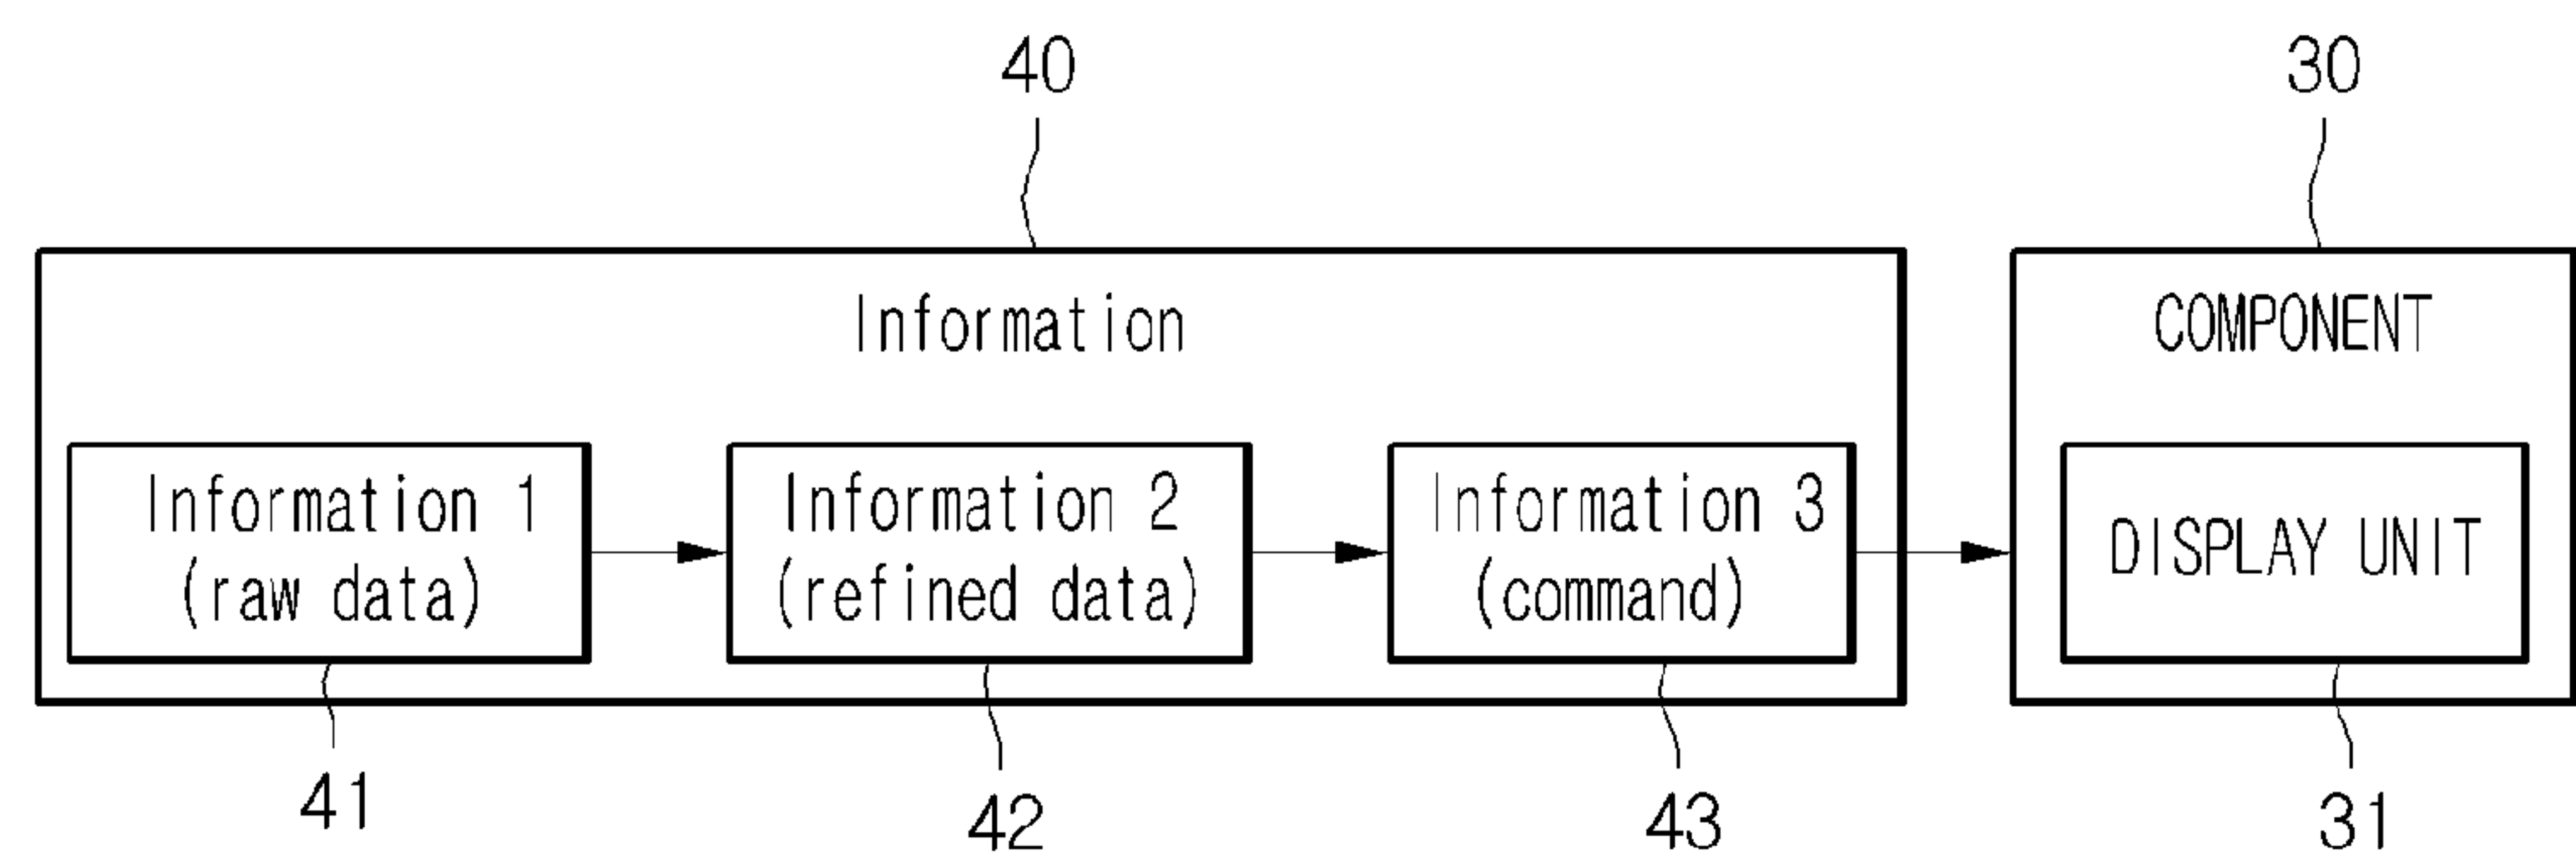 40
30
Information
COMPONENT
Information 1
(raw data)
Information 2
(refined data)
Information 3
(command)
DISPLAY UNIT
41
42
43
31